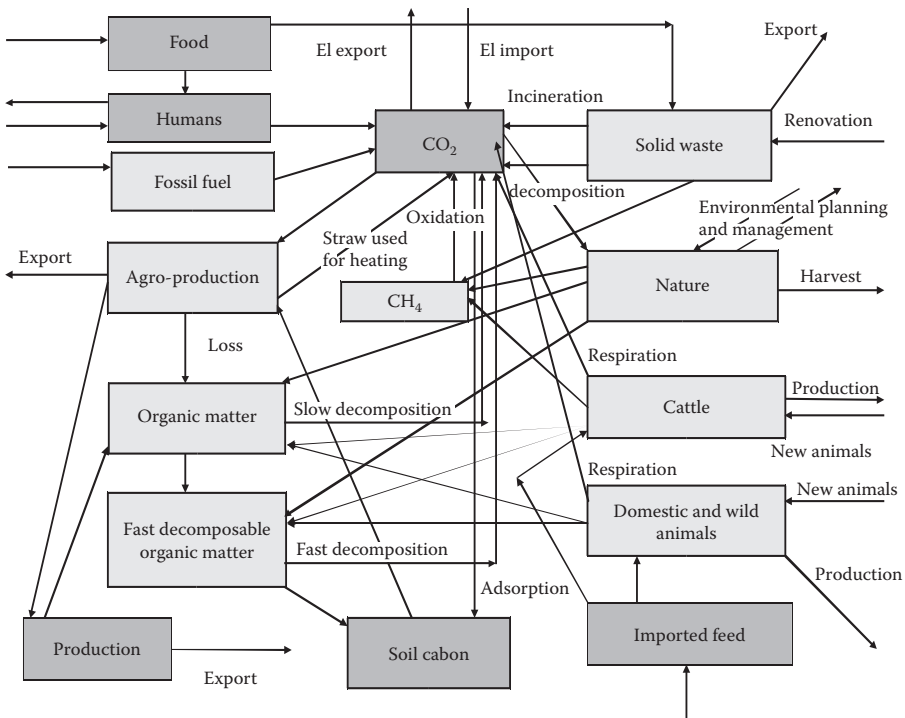 Food
El export
El import
Export
Incineration
Humans
CO2
Solid waste
Renovation
Fossil fuel
decomposition
Oxidation
Environmental planning
and management
Straw used
for heating
Export
Agro-production
CH4
Nature
Harvest
Loss
Respiration
Organic matter
Slow decomposition
Cattle
Production
New animals
Respiration
New animals
Fast decomposable
organic matter
Fast decomposition
Domestic and wild
animals
Adsorption
Production
Production
Export
Soil cabon
Imported feed